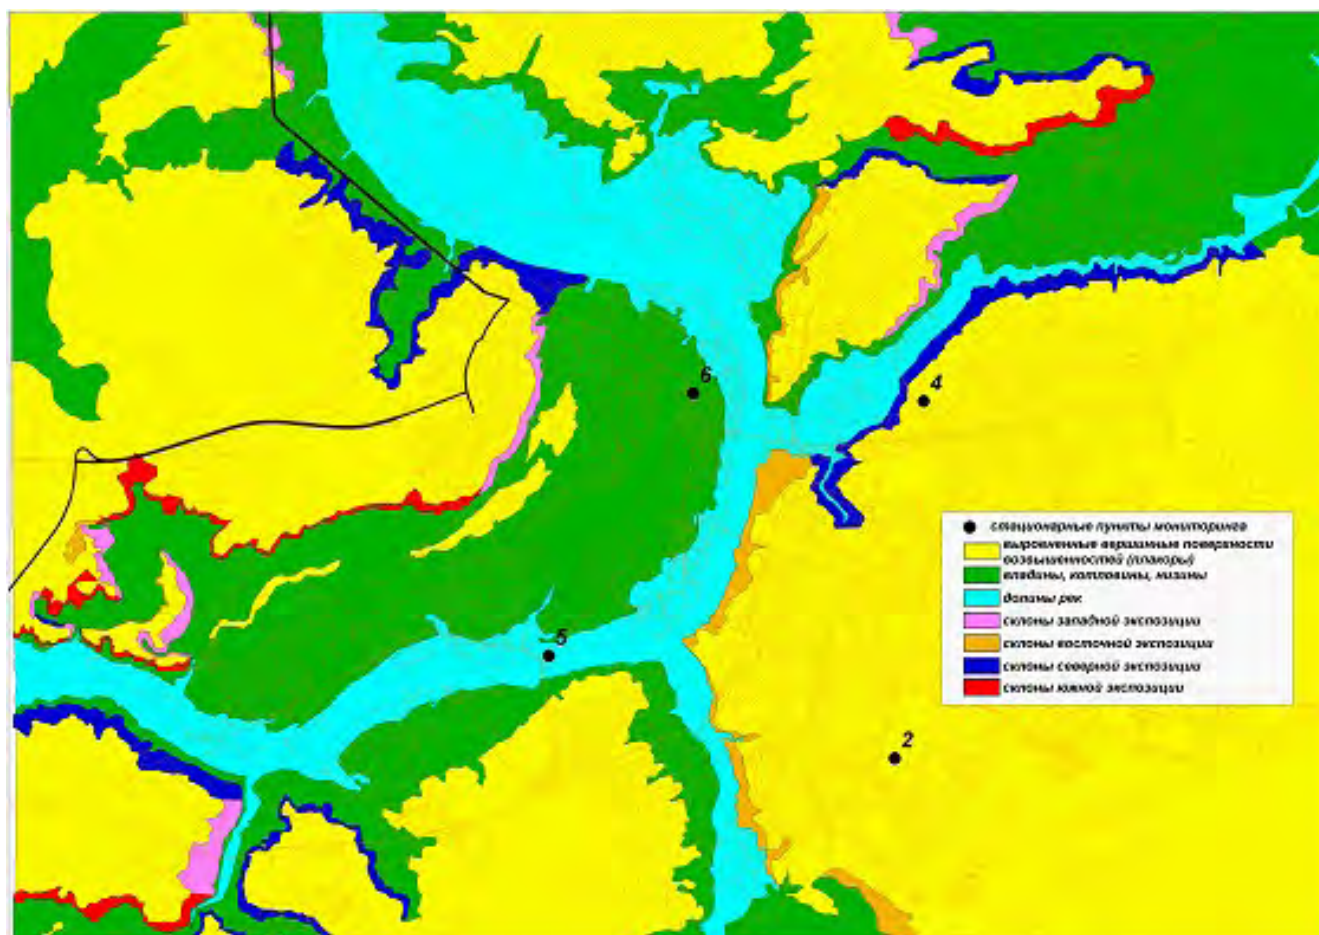 6
4
5
2
стационарные пункты мониторинга
выровненные вершинные поверхности
возвышенностей (плакоры)
впадины, котловины, низины
долины рек
склоны западной экспозиции
склоны восточной экспозиции
склоны северной экспозиции
склоны южной экспозиции